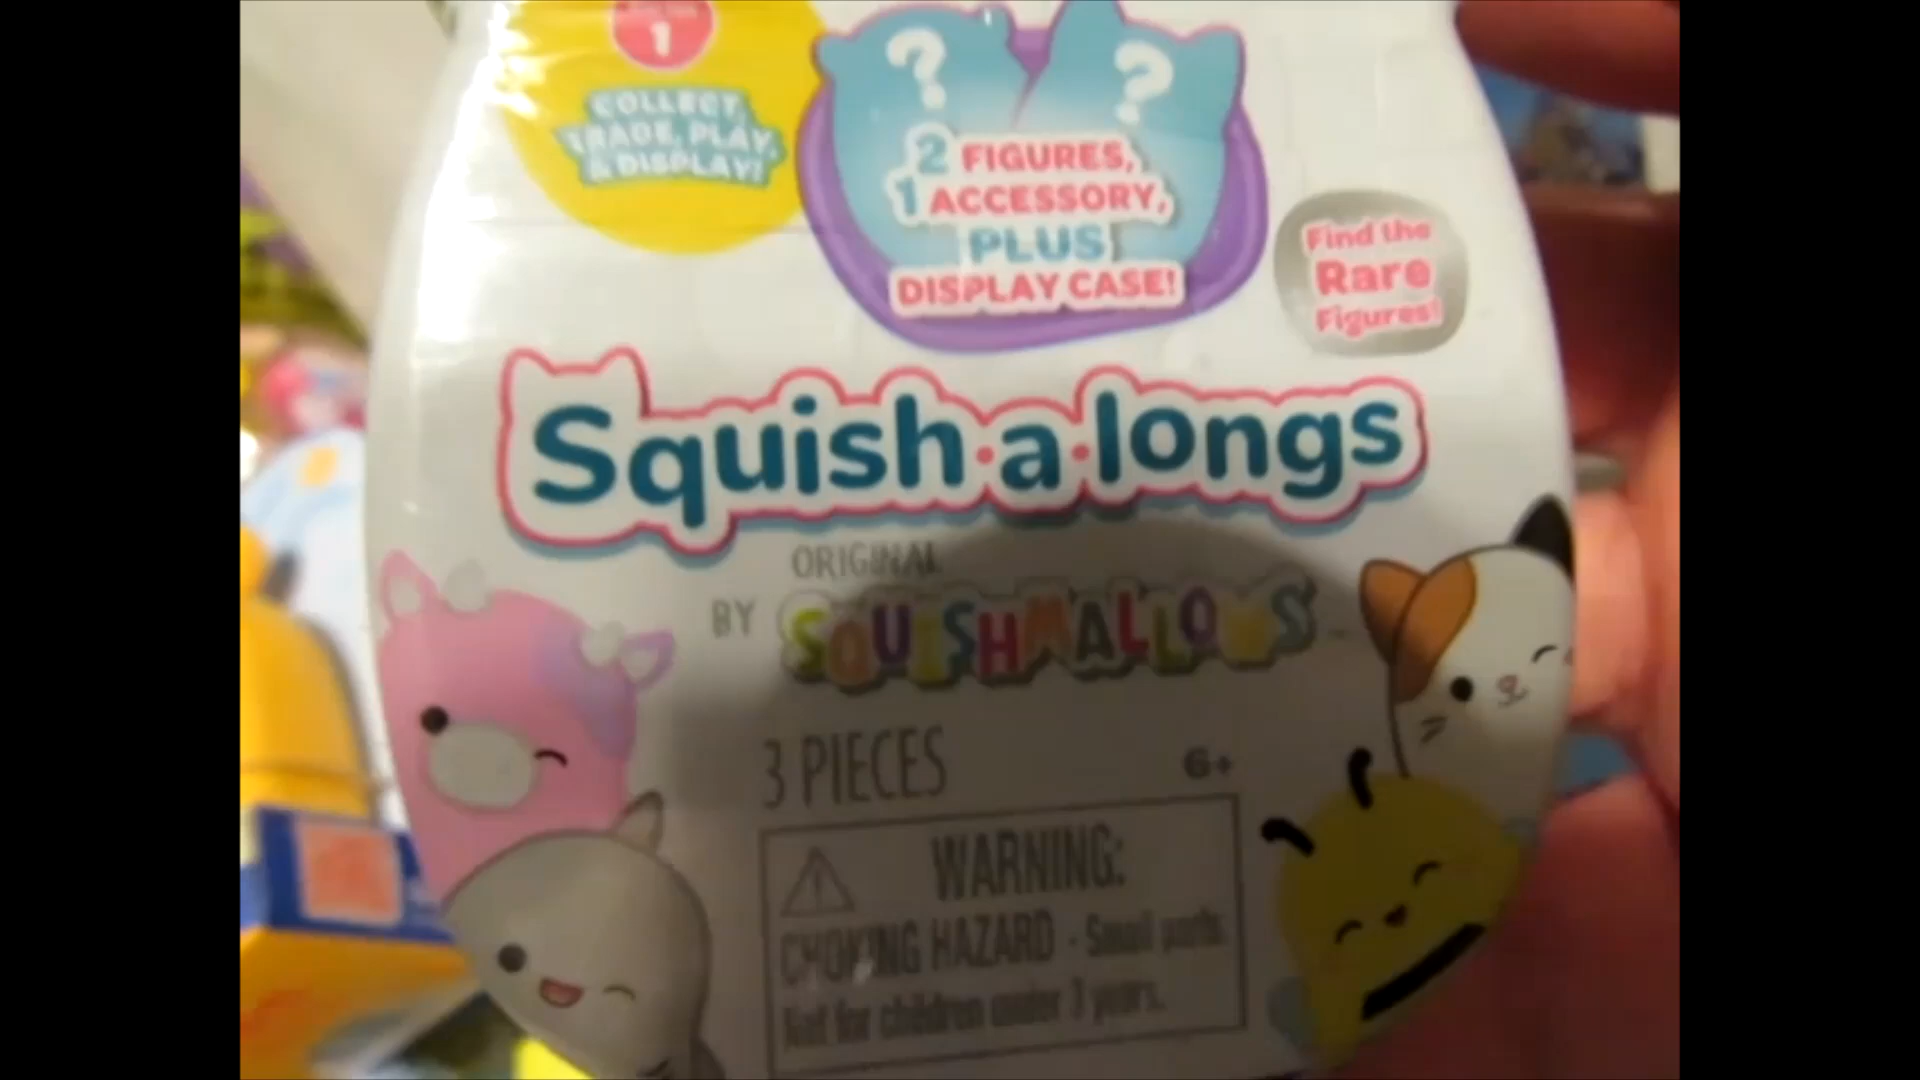 1
COLLECT,
TRADE, PLAY,
& DISPLAY!
? ?
2 FIGURES,
1 ACCESSORY,
PLUS
DISPLAY CASE!
Find the
Rare
Figures!
Squish·a·longs
ORIGINAL
BY SQUISHMALLOWS
3 PIECES
6+
WARNING:
CHOKING HAZARD - Small parts.
Not for children under 3 years.